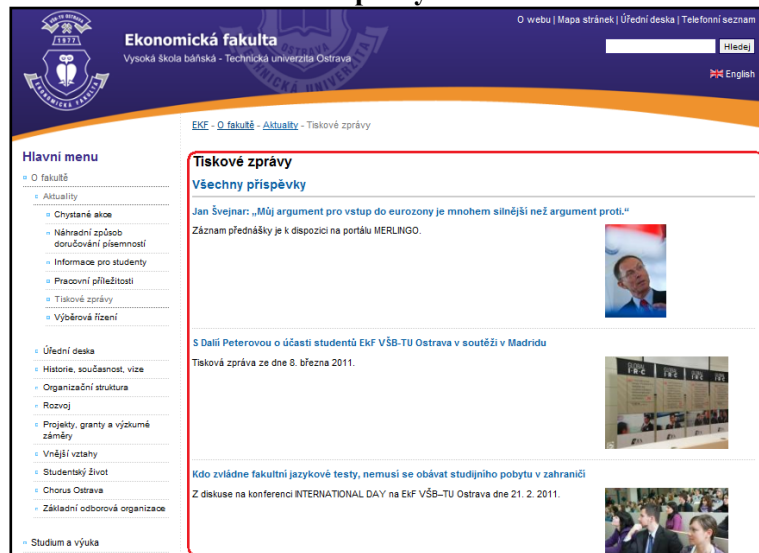 O webu | Mapa stránek | Úřední deska | Telefonní seznam
Ekonomická fakulta
Vysoká škola báňská - Technická univerzita Ostrava
Hledej
English
EKF - O fakultě - Aktuality - Tiskové zprávy
Hlavní menu
O fakultě
Aktuality
Chystané akce
Náhradní způsob
doručování písemností
Informace pro studenty
Pracovní příležitosti
Tiskové zprávy
Výběrová řízení
Úřední deska
Historie, současnost, vize
Organizační struktura
Rozvoj
Projekty, granty a výzkumné
záměry
Vnější vztahy
Studentský život
Chorus Ostrava
Základní odborová organizace
Studium a výuka
Tiskové zprávy
Všechny příspěvky
Jan Švejnar: „Můj argument pro vstup do eurozony je mnohem silnější než argument proti.“
Záznam přednášky je k dispozici na portálu MERLINGO.
S Dalií Peterovou o účasti studentů EkF VŠB-TU Ostrava v soutěži v Madridu
Tisková zpráva ze dne 8. března 2011.
Kdo zvládne fakultní jazykové testy, nemusí se obávat studijního pobytu v zahraničí
Z diskuse na konferenci INTERNATIONAL DAY na EkF VŠB–TU Ostrava dne 21. 2. 2011.